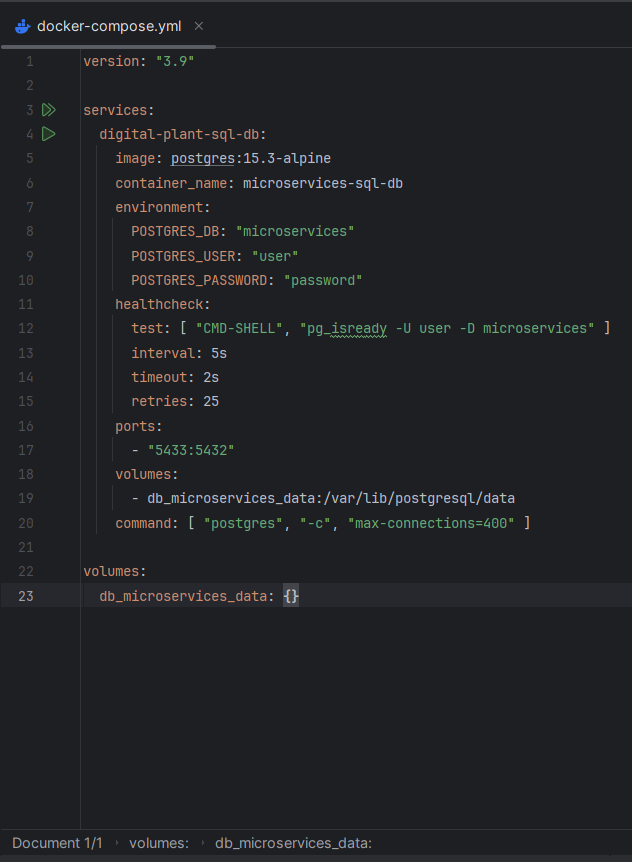 docker-compose.yml
1 version: "3.9"
2
3 services:
4   digital-plant-sql-db:
5     image: postgres:15.3-alpine
6     container_name: microservices-sql-db
7     environment:
8       POSTGRES_DB: "microservices"
9       POSTGRES_USER: "user"
10       POSTGRES_PASSWORD: "password"
11     healthcheck:
12       test: [ "CMD-SHELL", "pg_isready -U user -D microservices" ]
13       interval: 5s
14       timeout: 2s
15       retries: 25
16     ports:
17       - "5433:5432"
18     volumes:
19       - db_microservices_data:/var/lib/postgresql/data
20     command: [ "postgres", "-c", "max-connections=400" ]
21
22 volumes:
23   db_microservices_data: {}
Document 1/1 › volumes: › db_microservices_data: